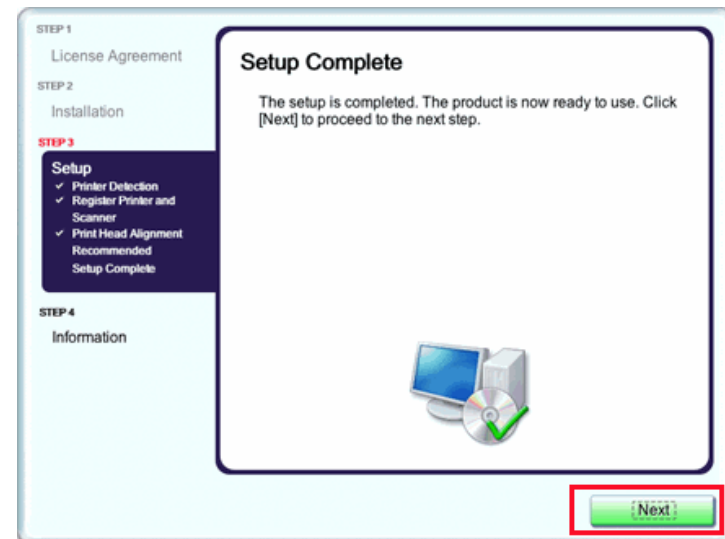 STEP 1
License Agreement
STEP 2
Installation
STEP 3
Setup
✓ Printer Detection
✓ Register Printer and
Scanner
✓ Print Head Alignment
Recommended
Setup Complete
STEP 4
Information
Setup Complete
The setup is completed. The product is now ready to use. Click
[Next] to proceed to the next step.
Next